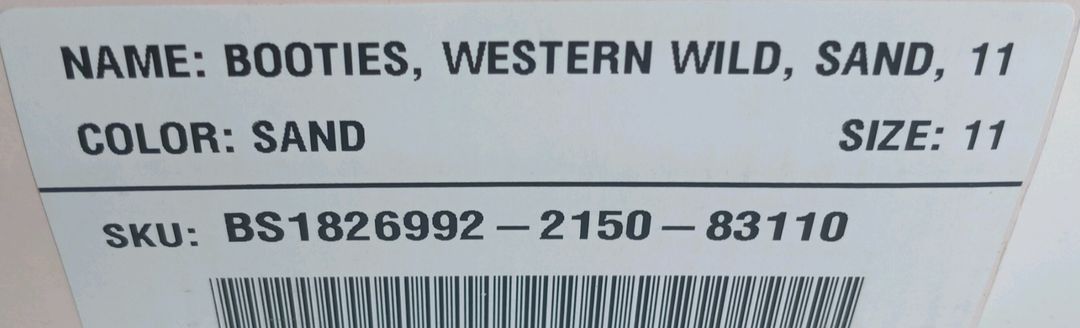 NAME: BOOTIES, WESTERN WILD, SAND, 11
COLOR: SAND SIZE: 11
SKU: BS1826992-2150-83110